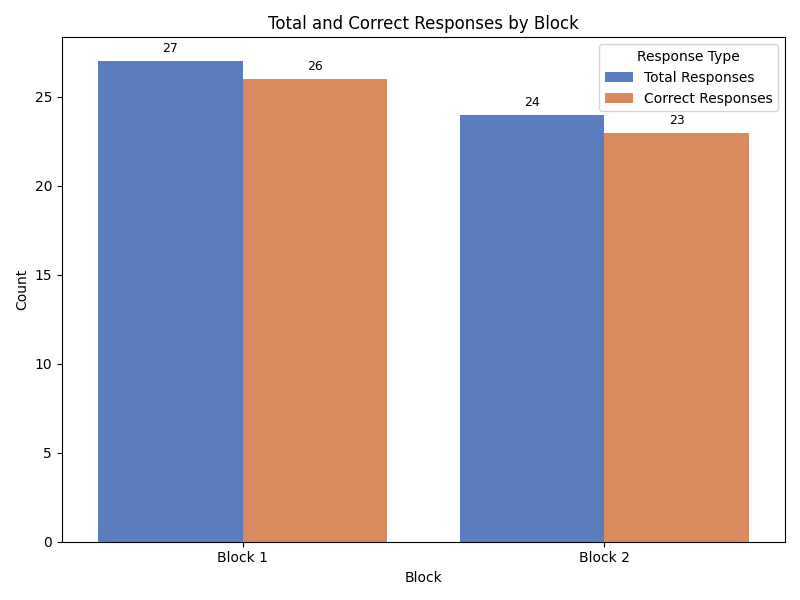 Total and Correct Responses by Block
27
26
24
23
Response Type
Total Responses
Correct Responses
25
20
15
10
5
0
Count
Block 1
Block 2
Block